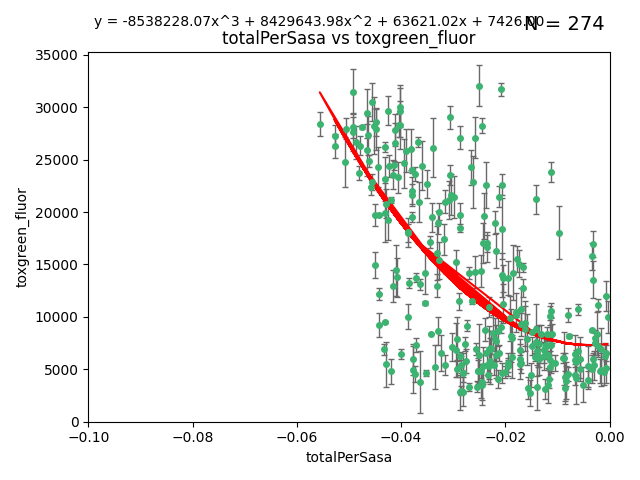 y = -8538228.07x^3 + 8429643.98x^2 + 63621.02x + 7426.00
N = 274
totalPerSasa vs toxgreen_fluor
35000
30000
25000
20000
15000
10000
5000
0
toxgreen_fluor
−0.10 −0.08 −0.06 −0.04 −0.02 0.00
totalPerSasa